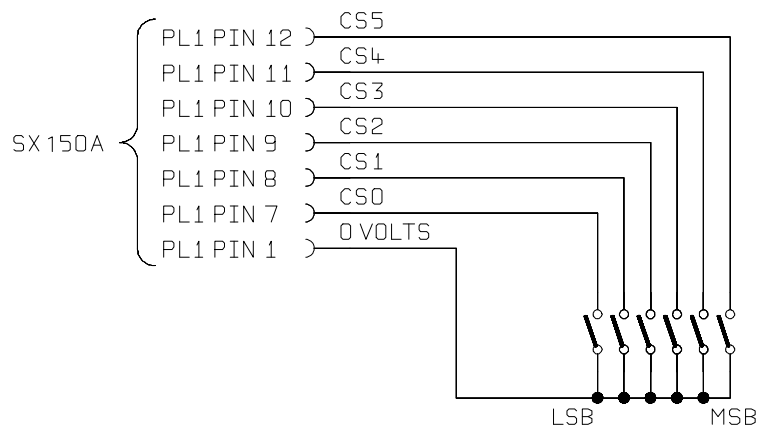 CS5
PL1 PIN 12
CS4
PL1 PIN 11
CS3
PL1 PIN 10
CS2
SX150A
PL1 PIN 9
CS1
PL1 PIN 8
CS0
PL1 PIN 7
0 VOLTS
PL1 PIN 1
LSB
MSB